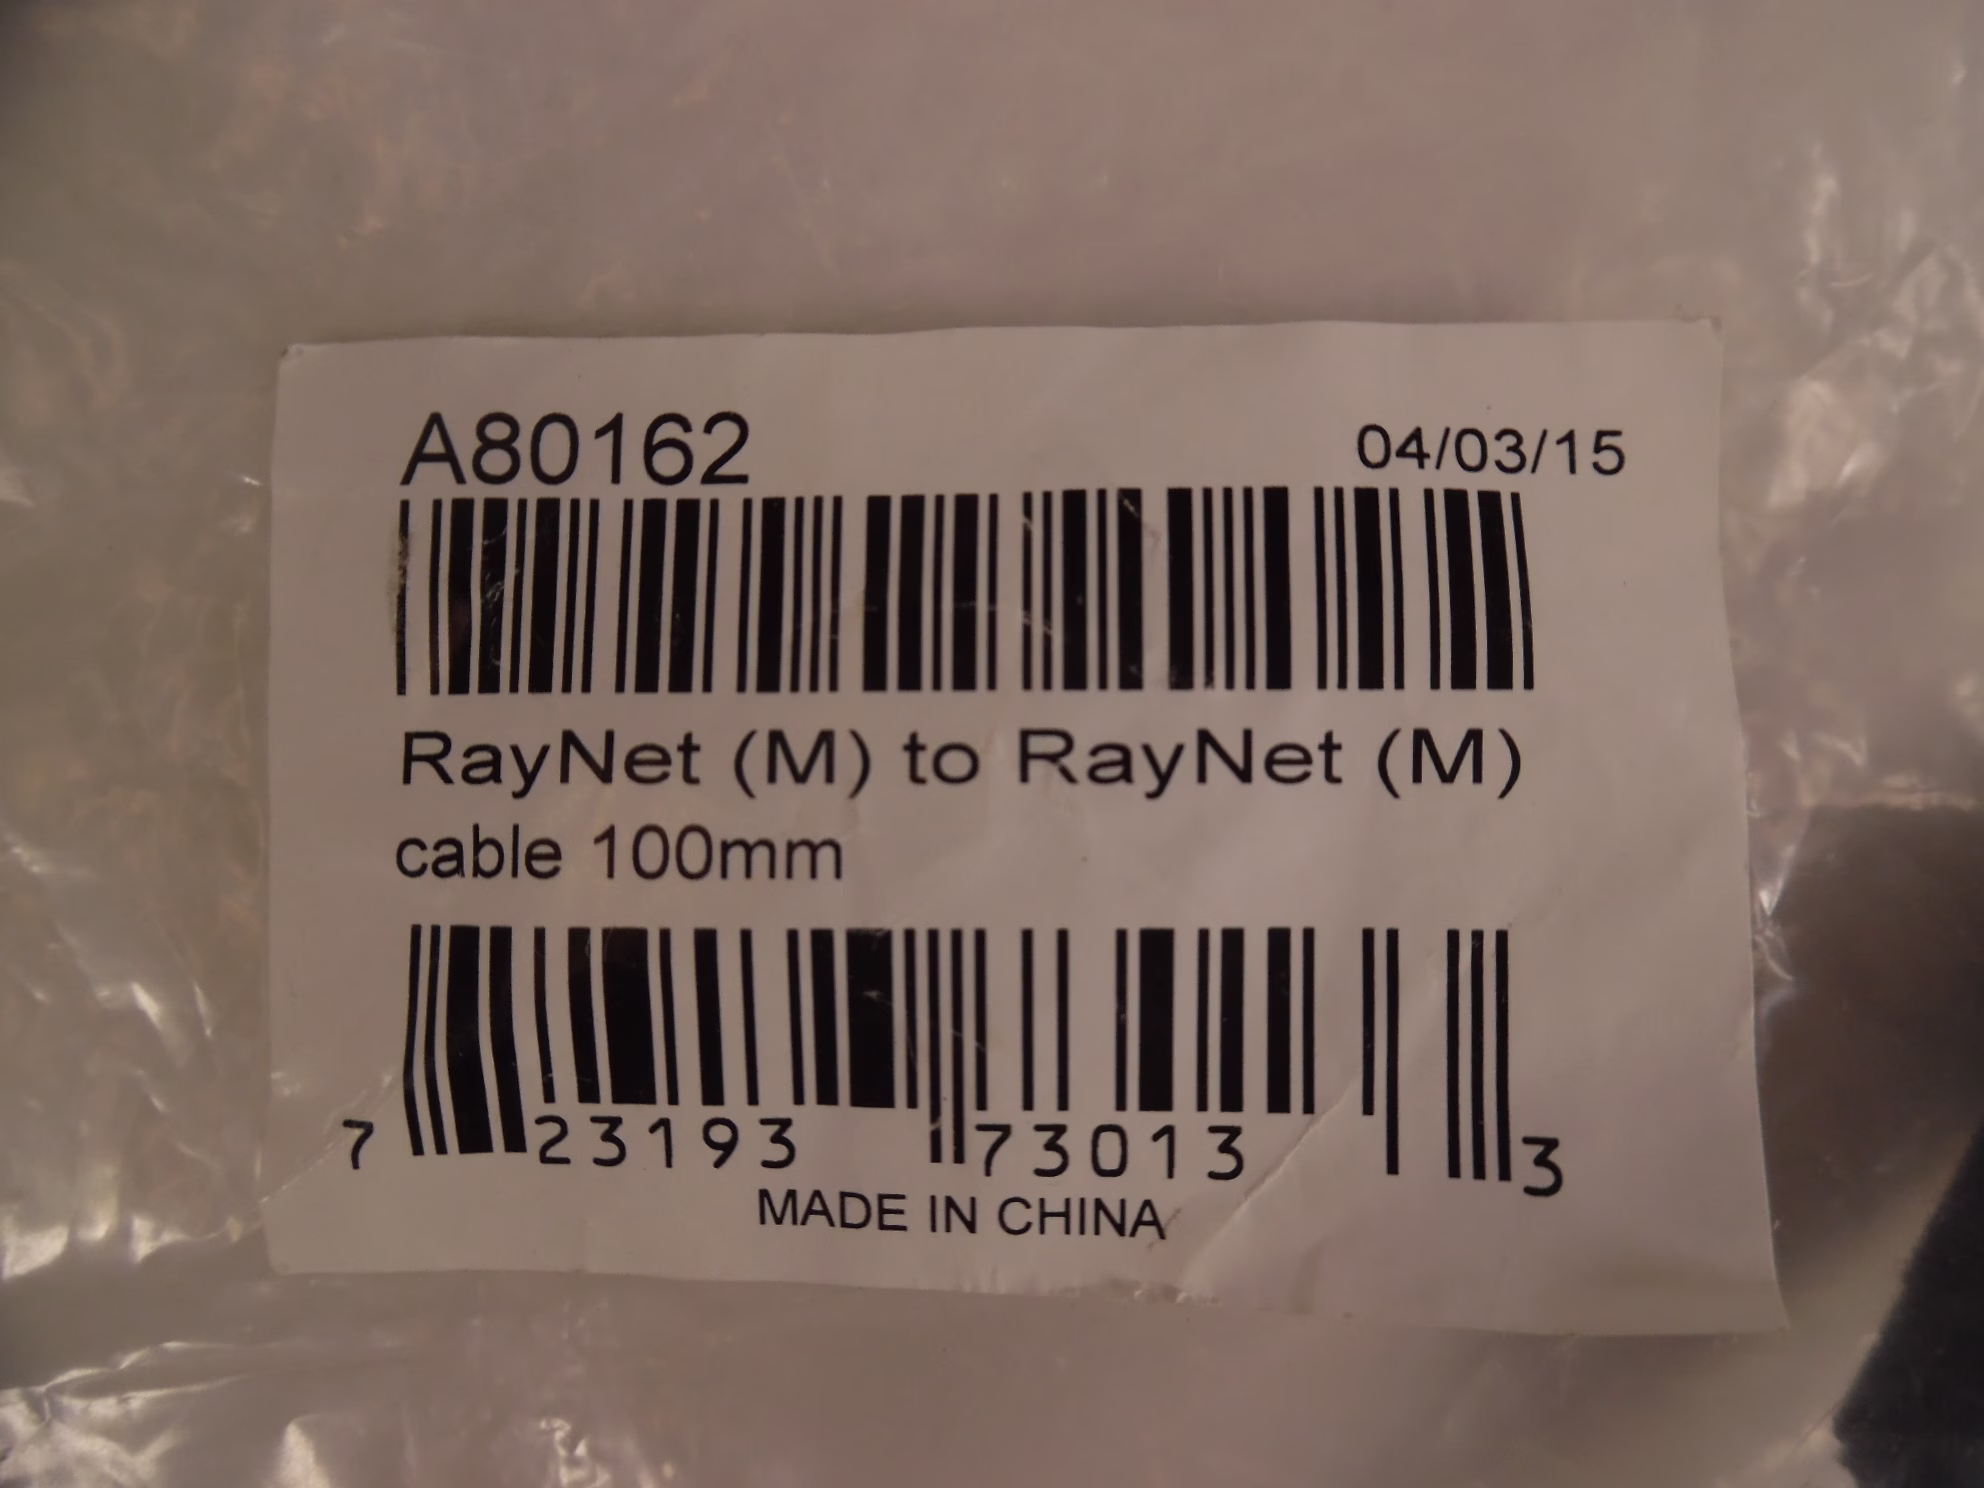 A80162 04/03/15
RayNet (M) to RayNet (M)
cable 100mm
7 23193 73013 3
MADE IN CHINA